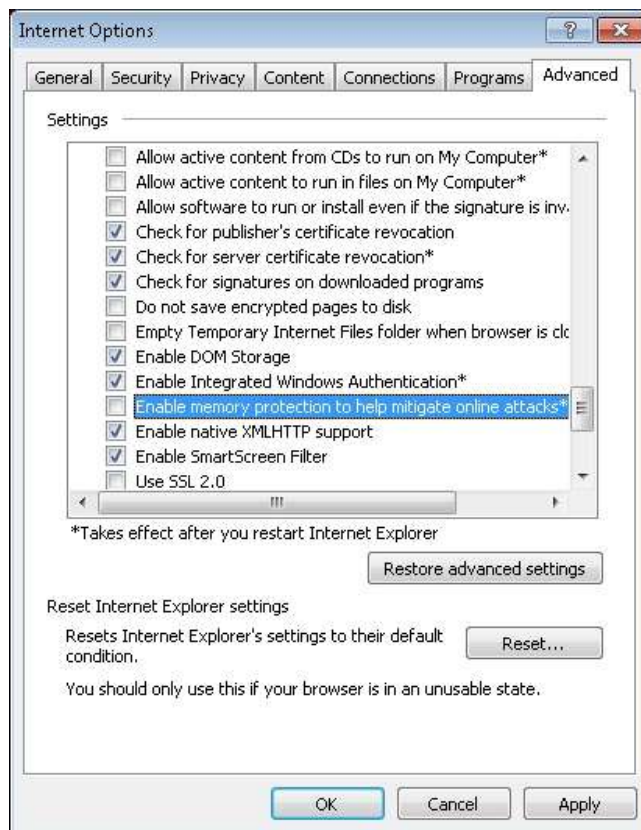 Internet Options
General Security Privacy Content Connections Programs Advanced
Settings
Allow active content from CDs to run on My Computer*
Allow active content to run in files on My Computer*
Allow software to run or install even if the signature is inv
Check for publisher's certificate revocation
Check for server certificate revocation*
Check for signatures on downloaded programs
Do not save encrypted pages to disk
Empty Temporary Internet Files folder when browser is clo
Enable DOM Storage
Enable Integrated Windows Authentication*
Enable memory protection to help mitigate online attacks*
Enable native XMLHTTP support
Enable SmartScreen Filter
Use SSL 2.0
*Takes effect after you restart Internet Explorer
Restore advanced settings
Reset Internet Explorer settings
Resets Internet Explorer's settings to their default
condition.
Reset...
You should only use this if your browser is in an unusable state.
OK Cancel Apply